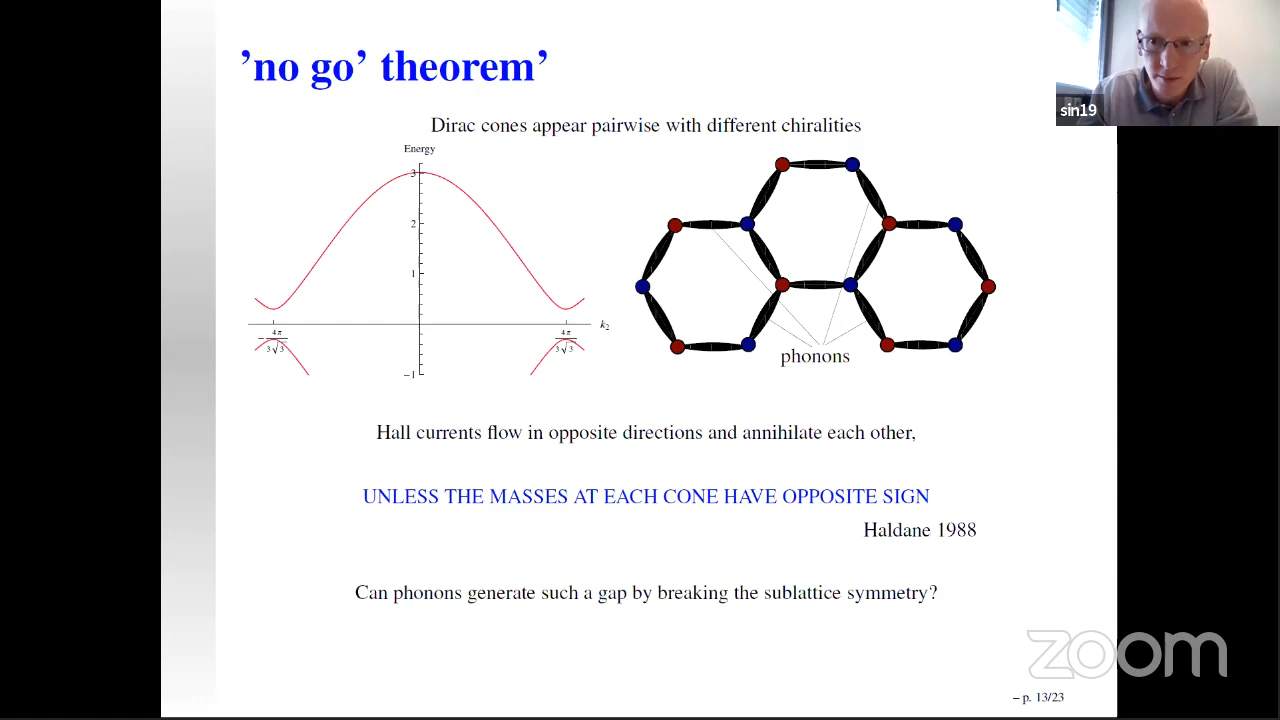 ’no go’ theorem’
sin19
Dirac cones appear pairwise with different chiralities
Energy
3
2
1
−1
− 4 π
3 √3
4 π
3 √3
k2
phonons
Hall currents flow in opposite directions and annihilate each other,
UNLESS THE MASSES AT EACH CONE HAVE OPPOSITE SIGN
Haldane 1988
Can phonons generate such a gap by breaking the sublattice symmetry?
zoom
– p. 13/23